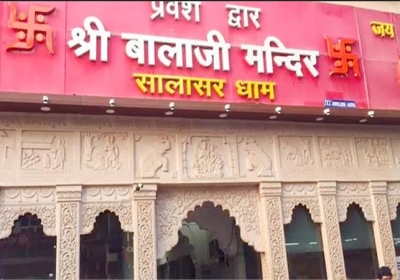 प्रवेश द्वार
श्री बालाजी मन्दिर
जय
सालासर धाम